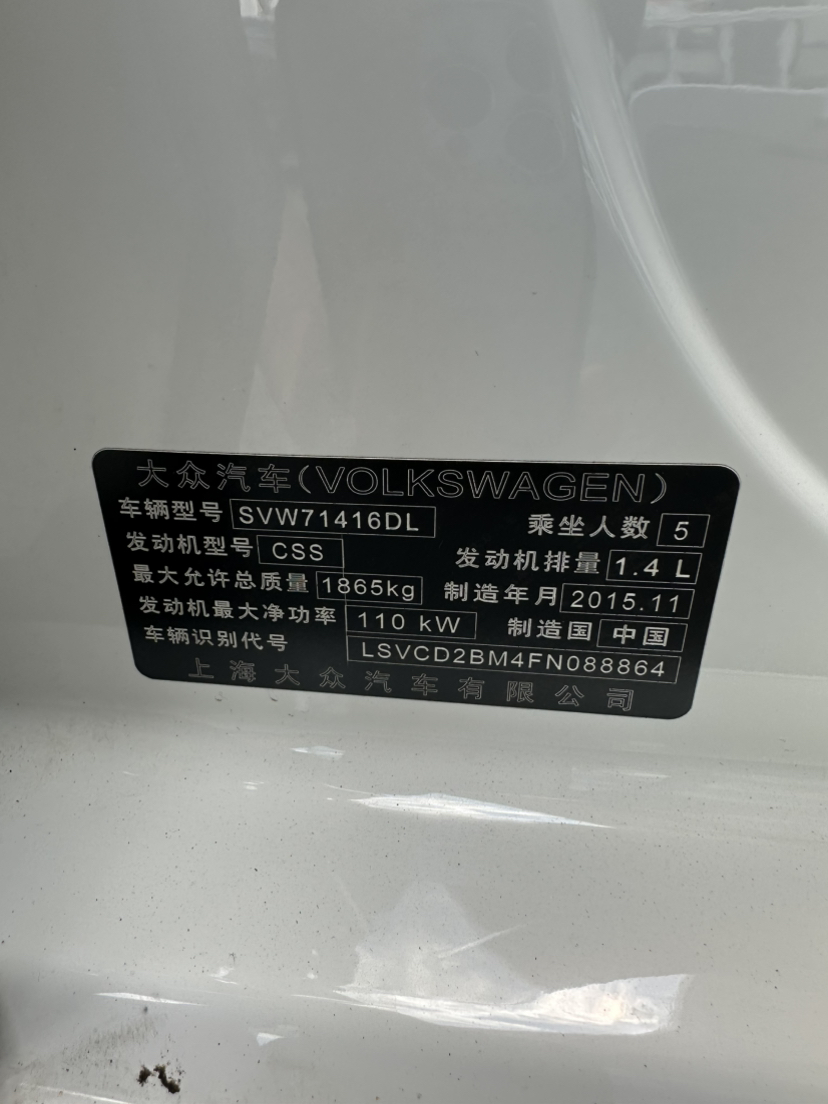 大众汽车(VOLKSWAGEN)
车辆型号 SVW71416DL 乘坐人数 5
发动机型号 CSS 发动机排量 1.4 L
最大允许总质量 1865kg 制造年月 2015.11
发动机最大净功率 110 kW 制造国 中国
车辆识别代号 LSVCD2BM4FN088864
上海大众汽车有限公司